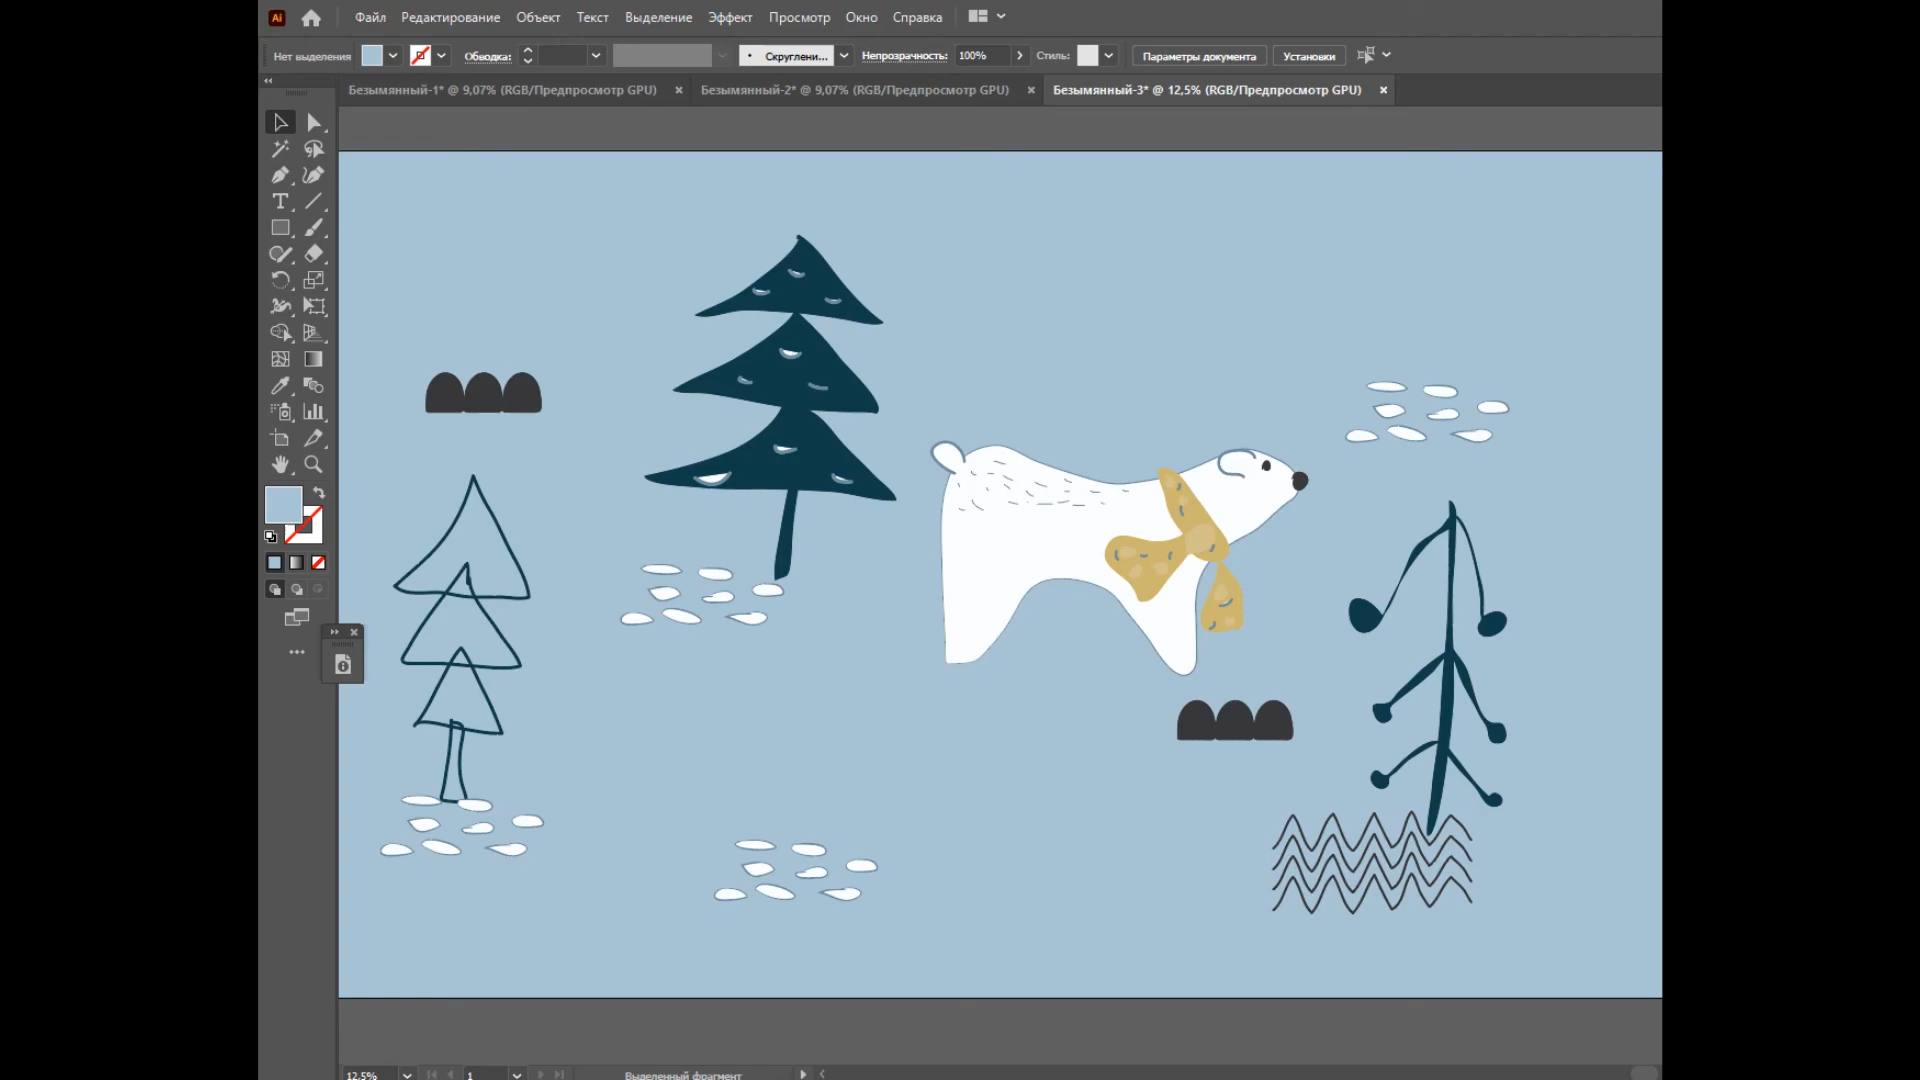 Ai Файл Редактирование Объект Текст Выделение Эффект Просмотр Окно Справка
Нет выделения Обводка: Скруглени... Непрозрачность: 100% Стиль: Параметры документа Установки
Безымянный-1* @ 9,07% (RGB/Предпросмотр GPU) Безымянный-2* @ 9,07% (RGB/Предпросмотр GPU) Безымянный-3* @ 12,5% (RGB/Предпросмотр GPU)
12,5% 1 Выделенный фрагмент